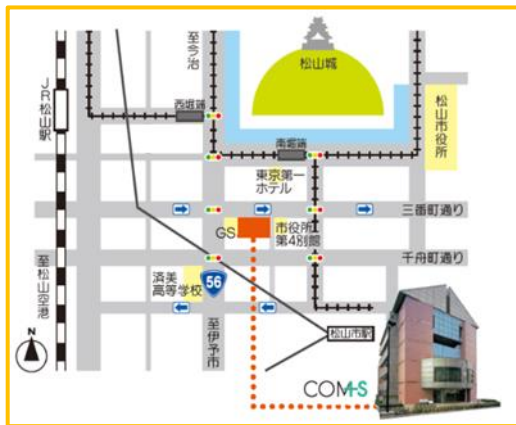 至今治
松山城
JR松山駅
西堀端
南堀端
松山市役所
東京第一
ホテル
三番町通り
GS
市役所
第4別館
千舟町通り
済美
高等学校
56
至松山空港
至伊予市
松山市駅
N
COMS